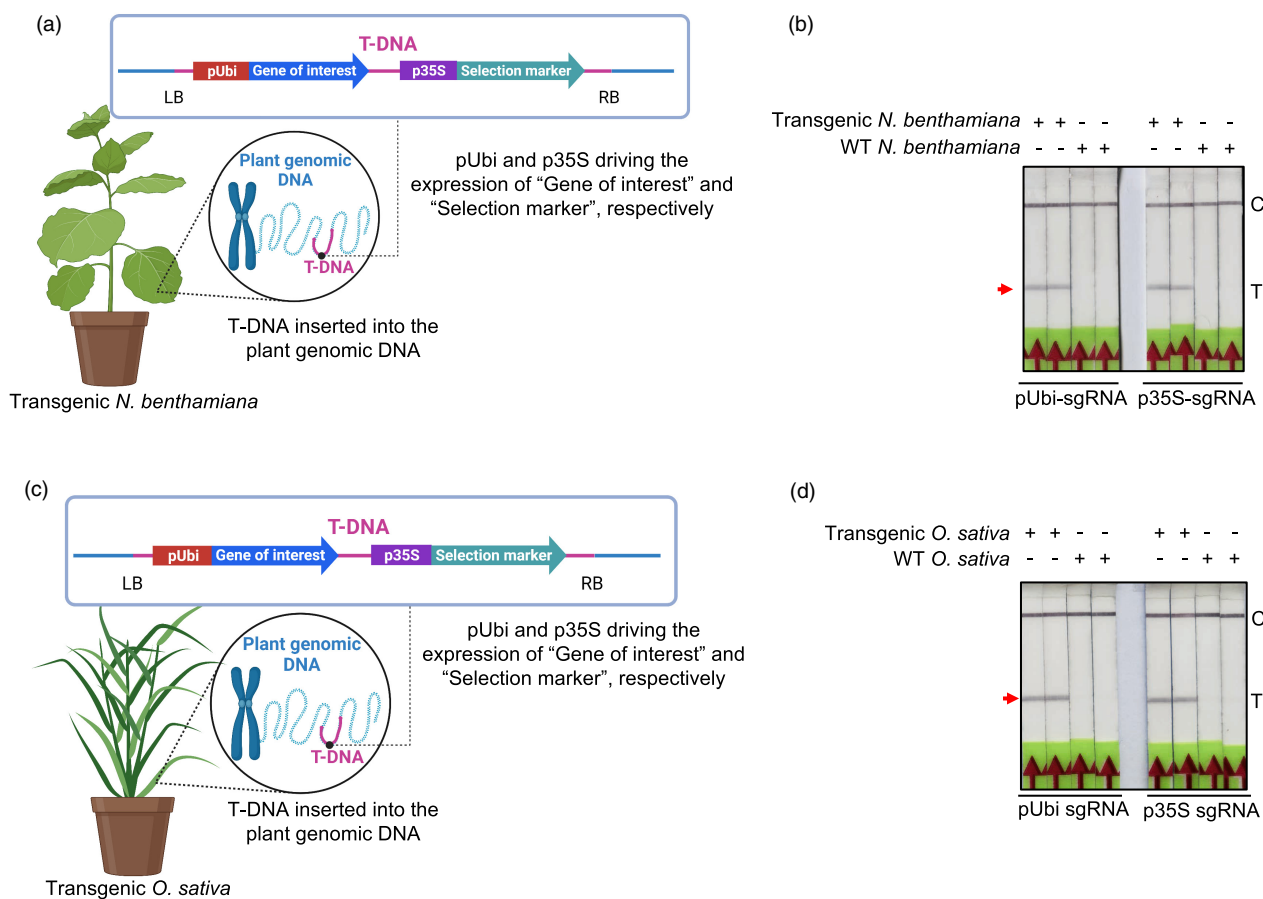 (a)
T-DNA
pUbi Gene of interest p35S Selection marker
LB RB
Plant genomic
DNA
T-DNA
pUbi and p35S driving the
expression of “Gene of interest” and
“Selection marker”, respectively
T-DNA inserted into the
plant genomic DNA
Transgenic N. benthamiana
(b)
Transgenic N. benthamiana + + - - + + - -
WT N. benthamiana - - + + - - + +
C
T
pUbi-sgRNA p35S-sgRNA
(c)
T-DNA
pUbi Gene of interest p35S Selection marker
LB RB
Plant genomic
DNA
T-DNA
pUbi and p35S driving the
expression of “Gene of interest” and
“Selection marker”, respectively
T-DNA inserted into the
plant genomic DNA
Transgenic O. sativa
(d)
Transgenic O. sativa + + - - + + - -
WT O. sativa - - + + - - + +
C
T
pUbi sgRNA p35S sgRNA